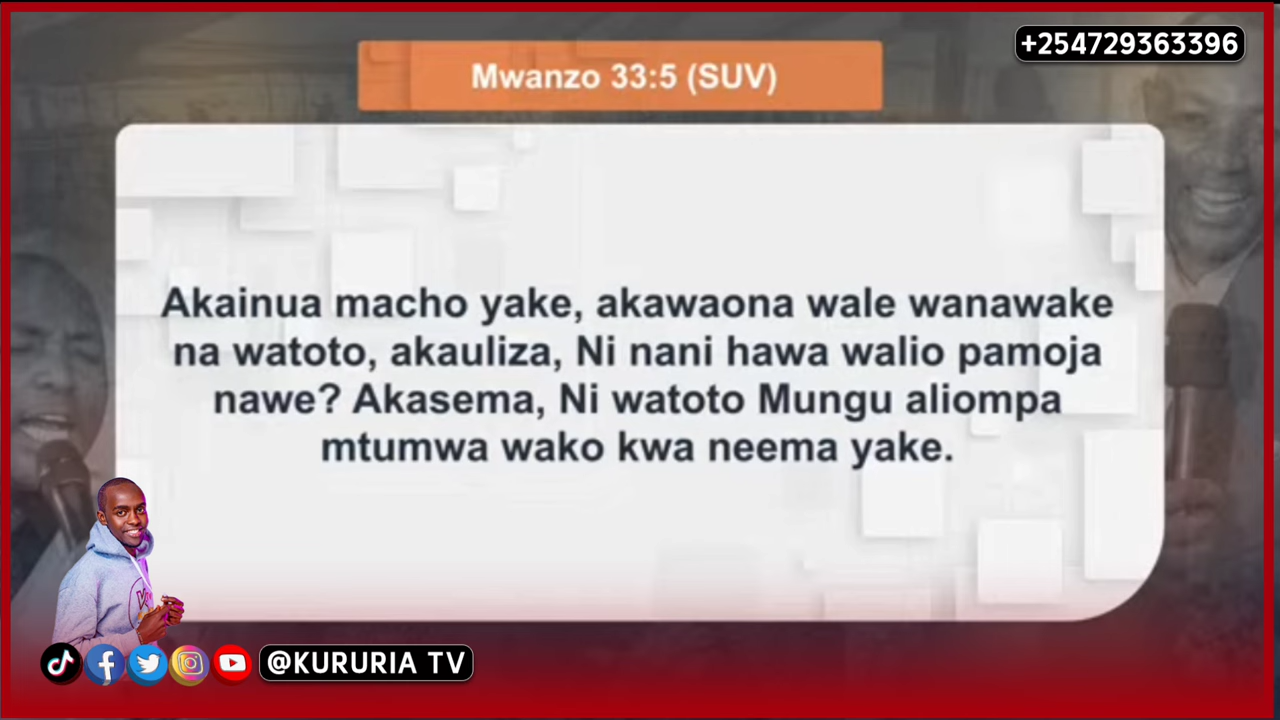 +254729363396
Mwanzo 33:5 (SUV)
Akainua macho yake, akawaona wale wanawake
na watoto, akauliza, Ni nani hawa walio pamoja
nawe? Akasema, Ni watoto Mungu aliompa
mtumwa wako kwa neema yake.
@KURURIA TV